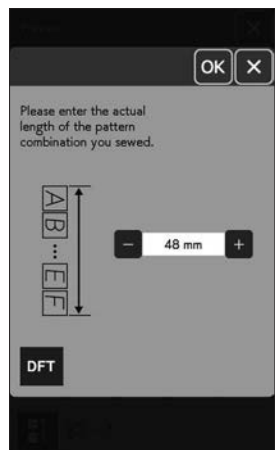 OK ×
Please enter the actual
length of the pattern
combination you sewed.
A
B
...
E
F
− 48 mm +
DFT